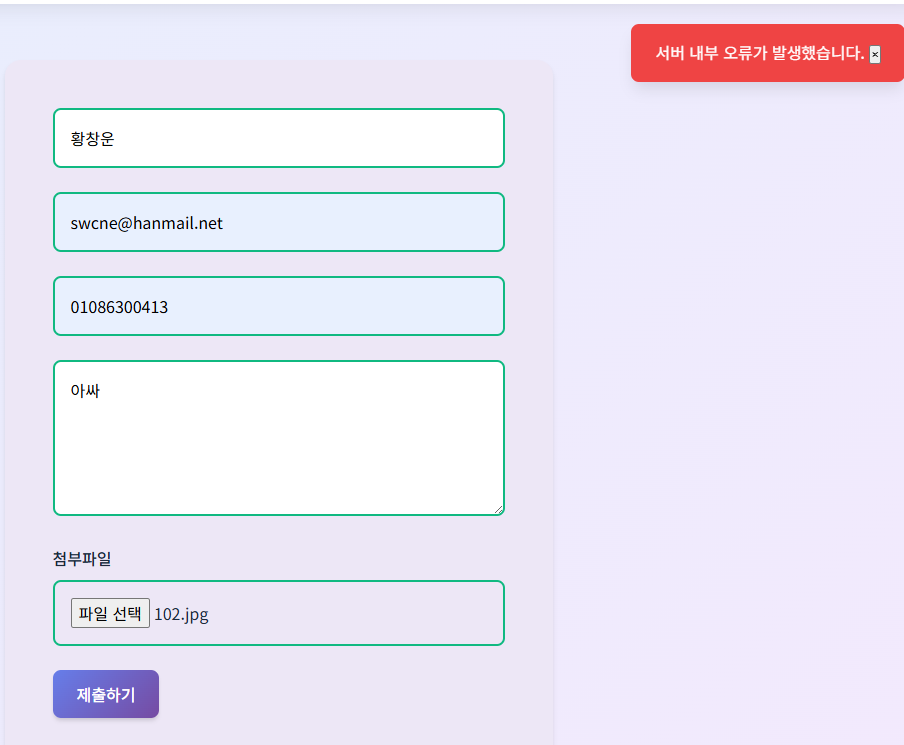 서버 내부 오류가 발생했습니다. ×
황창운
swcne@hanmail.net
01086300413
아싸
첨부파일
파일 선택 102.jpg
제출하기